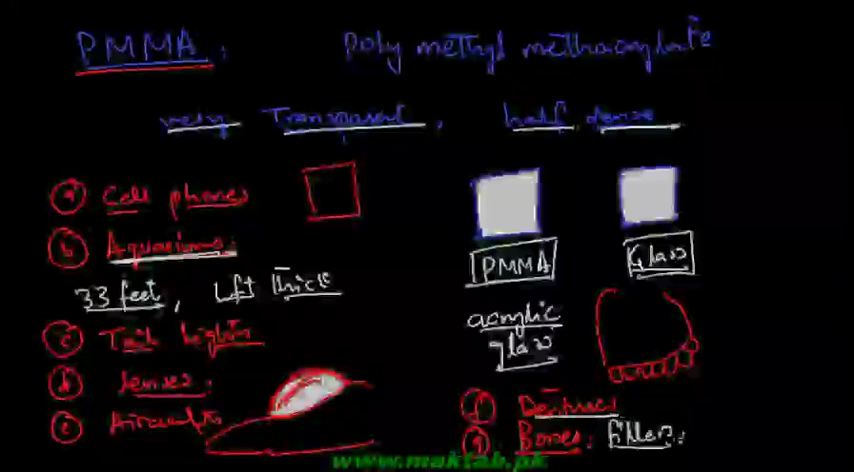 PMMA : Poly methyl methacrylate
very Transparent, half dense
a Cell phones
b Aquariums.
33 feet, thick
PMMA Glass
c Tail lights
acrylic
glass
d lenses.
e Aircrafts
f Dentures
g Bones. fillers.
www.maktab.pk